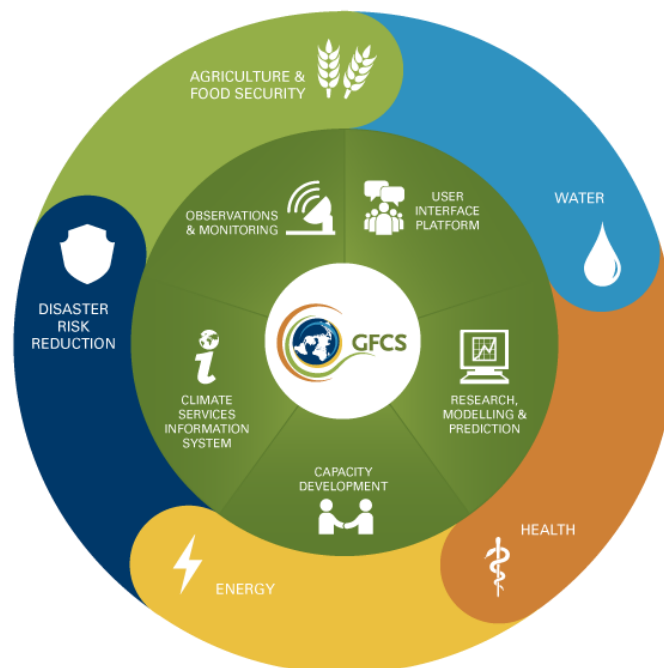 AGRICULTURE &
FOOD SECURITY
WATER
OBSERVATIONS
& MONITORING
USER
INTERFACE
PLATFORM
DISASTER
RISK
REDUCTION
GFCS
CLIMATE
SERVICES
INFORMATION
SYSTEM
RESEARCH,
MODELLING &
PREDICTION
CAPACITY
DEVELOPMENT
HEALTH
ENERGY